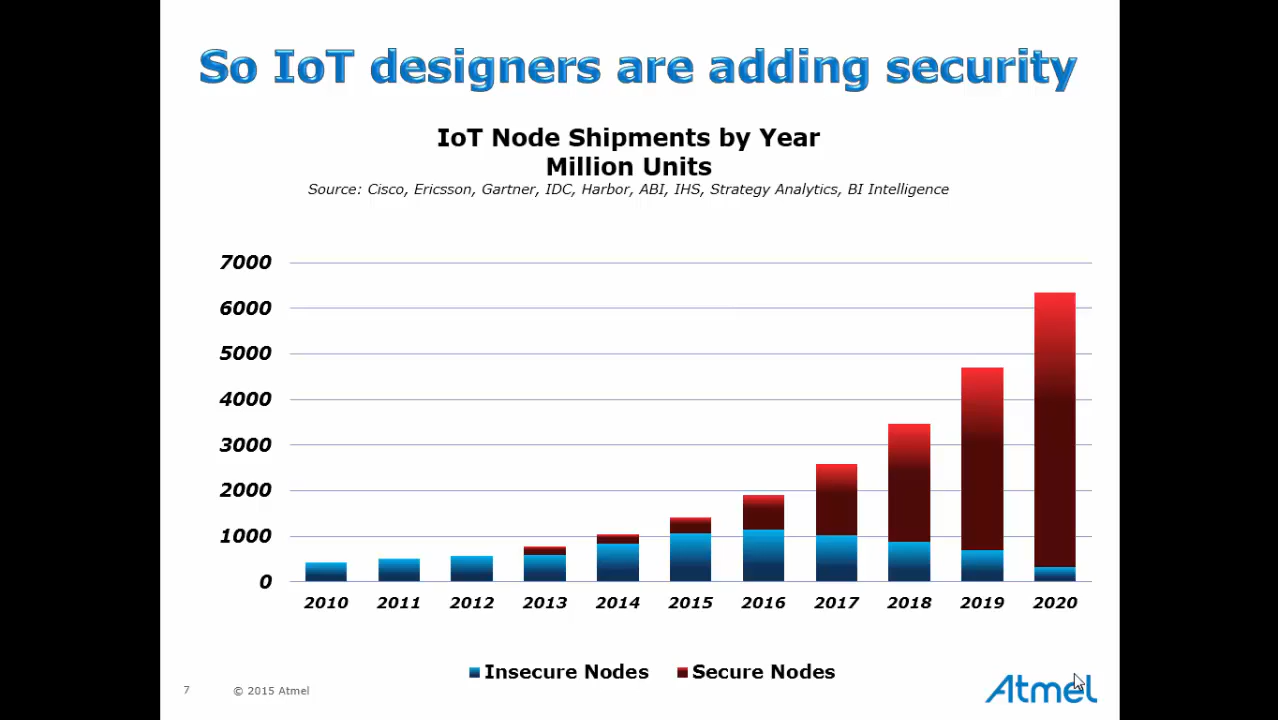 So IoT designers are adding security
IoT Node Shipments by Year
Million Units
Source: Cisco, Ericsson, Gartner, IDC, Harbor, ABI, IHS, Strategy Analytics, BI Intelligence
7000
6000
5000
4000
3000
2000
1000
0
2010 2011 2012 2013 2014 2015 2016 2017 2018 2019 2020
Insecure Nodes Secure Nodes
7 © 2015 Atmel
Atmel